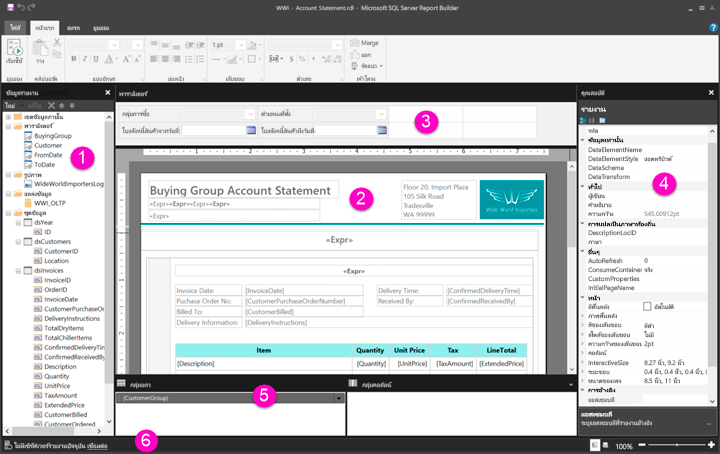 WWI - Account Statement.rdl - Microsoft SQL Server Report Builder
ไฟล์ หน้าแรก แทรก มุมมอง
เรียกใช้
วาง
1 pt
Merge
แยก
จัดแนว
มุมมอง คลิปบอร์ด แบบอักษร ย่อหน้า เส้นขอบ ตัวเลข เค้าโครง
ข้อมูลรายงาน
ใหม่ แก้ไข
เขตข้อมูลภายใน
พารามิเตอร์
BuyingGroup
Customer
FromDate
ToDate
1
รูปภาพ
WideWorldImportersLogo
แหล่งข้อมูล
WWI_OLTP
ชุดข้อมูล
dsYear
ID
dsCustomers
CustomerID
Location
dsInvoices
InvoiceID
OrderID
InvoiceDate
CustomerPurchaseOr
DeliveryInstructions
TotalDryItems
TotalChillerItems
ConfirmedDeliveryTim
ConfirmedReceivedBy
Description
Quantity
UnitPrice
TaxAmount
ExtendedPrice
CustomerBilled
CustomerOrdered
พารามิเตอร์
กลุ่มการซื้อ
ตำแหน่งที่ตั้ง
ใบแจ้งหนี้สินค้าจากวันที่:
ใบแจ้งหนี้สินค้าถึงวันที่:
3
Buying Group Account Statement
«Expr»«Expr»«Expr»«Expr»
«Expr»
2
Floor 20, Import Plaza
105 Silk Road
Tradesville
WA 99999
Wide World Importers
«Expr»
«Expr»
Invoice Date: [InvoiceDate] Delivery Time: [ConfirmedDeliveryTime]
Puchase Order No: [CustomerPurchaseOrderNumber] Received By: [ConfirmedReceivedBy]
Billed To: [CustomerBilled]
Delivery Information: [DeliveryInstructions]
Item Quantity Unit Price Tax LineTotal
[Description] [Quantity] [UnitPrice] [TaxAmount] [ExtendedPrice]
กลุ่มแถว
กลุ่มคอลัมน์
(CustomerGroup)
5
คุณสมบัติ
รายงาน
รหัส
ข้อมูลเท่านั้น
DataElementName
DataElementStyle แอตทริบิวต์
DataSchema
DataTransform
4
ทั่วไป
ผู้เขียน
คำอธิบาย
ความกว้าง 545.00912pt
การแปลเป็นภาษาท้องถิ่น
DescriptionLocID
ภาษา
อื่นๆ
AutoRefresh 0
ConsumeContainer จริง
CustomProperties
InitialPageName
หน้า
สีพื้นหลัง อัตโนมัติ
ภาพพื้นหลัง
สีของเส้นขอบ สีดำ
สไตล์ของเส้นขอบ ไม่มี
ความกว้างของเส้นขอบ 2pt
คอลัมน์
InteractiveSize 8.27 นิ้ว, 9.2 นิ้ว
ระยะขอบ 0.4 นิ้ว, 0.4 นิ้ว, 0.4
ขนาดของเพจ 8.5 นิ้ว, 11 นิ้ว
การอ้างอิง
แอสเซมบลี
แอสเซมบลี
ระบุแอสเซมบลีที่รายงานอ้างอิง
6
ไม่มีเซิร์ฟเวอร์รายงานปัจจุบัน เชื่อมต่อ
100%